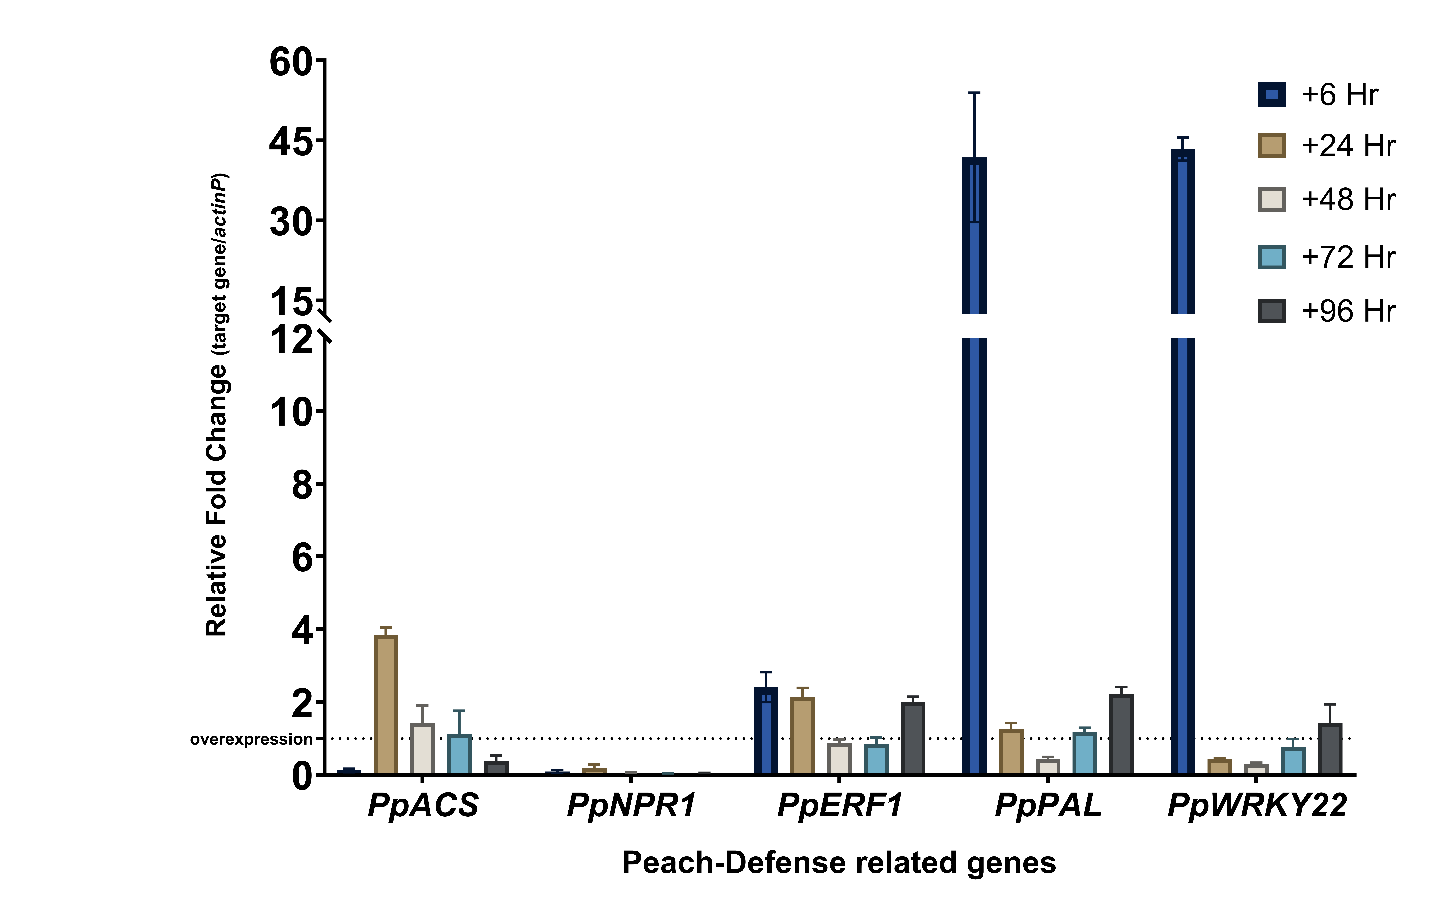 60
45
30
15
12
10
8
6
4
2
overexpression
0
Relative Fold Change (target gene/actinP)
+6 Hr
+24 Hr
+48 Hr
+72 Hr
+96 Hr
PpACS
PpNPR1
PpERF1
PpPAL
PpWRKY22
Peach-Defense related genes